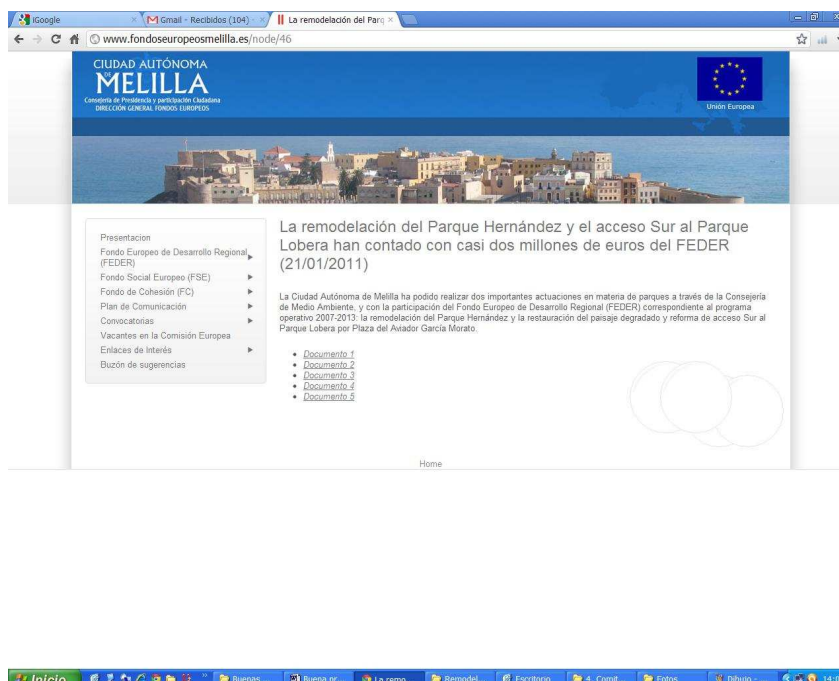 iGoogle
Gmail - Recibidos (104)
La remodelación del Parq
www.fondoseuropeosmelilla.es/node/46
CIUDAD AUTÓNOMA
DE
MELILLA
Consejería de Presidencia y participación Ciudadana
DIRECCIÓN GENERAL FONDOS EUROPEOS
Unión Europea
Presentacion
Fondo Europeo de Desarrollo Regional
(FEDER)
Fondo Social Europeo (FSE)
Fondo de Cohesión (FC)
Plan de Comunicación
Convocatorias
Vacantes en la Comisión Europea
Enlaces de Interés
Buzón de sugerencias
La remodelación del Parque Hernández y el acceso Sur al Parque
Lobera han contado con casi dos millones de euros del FEDER
(21/01/2011)
La Ciudad Autónoma de Melilla ha podido realizar dos importantes actuaciones en materia de parques a través de la Consejería
de Medio Ambiente, y con la participación del Fondo Europeo de Desarrollo Regional (FEDER) correspondiente al programa
operativo 2007-2013: la remodelación del Parque Hernández y la restauración del paisaje degradado y reforma de acceso Sur al
Parque Lobera por Plaza del Aviador García Morato.
Documento 1
Documento 2
Documento 3
Documento 4
Documento 5
Home
Inicio
Buenas...
Buena pr...
La remo...
Remodel...
Escritorio
4. Comit...
Fotos
Dibujo -